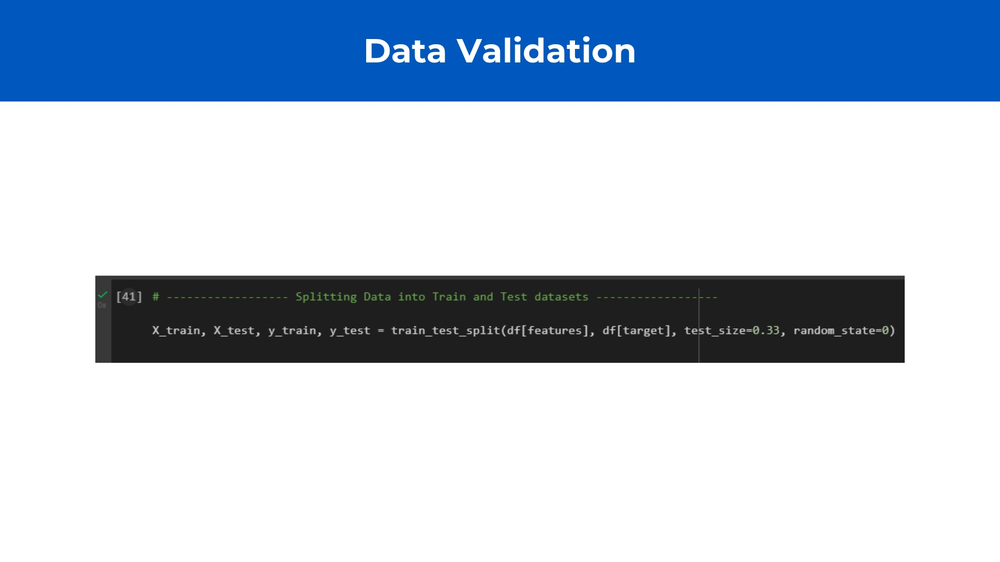 Data Validation
[41] # ------------------ Splitting Data into Train and Test datasets ------------------
0s
X_train, X_test, y_train, y_test = train_test_split(df[features], df[target], test_size=0.33, random_state=0)